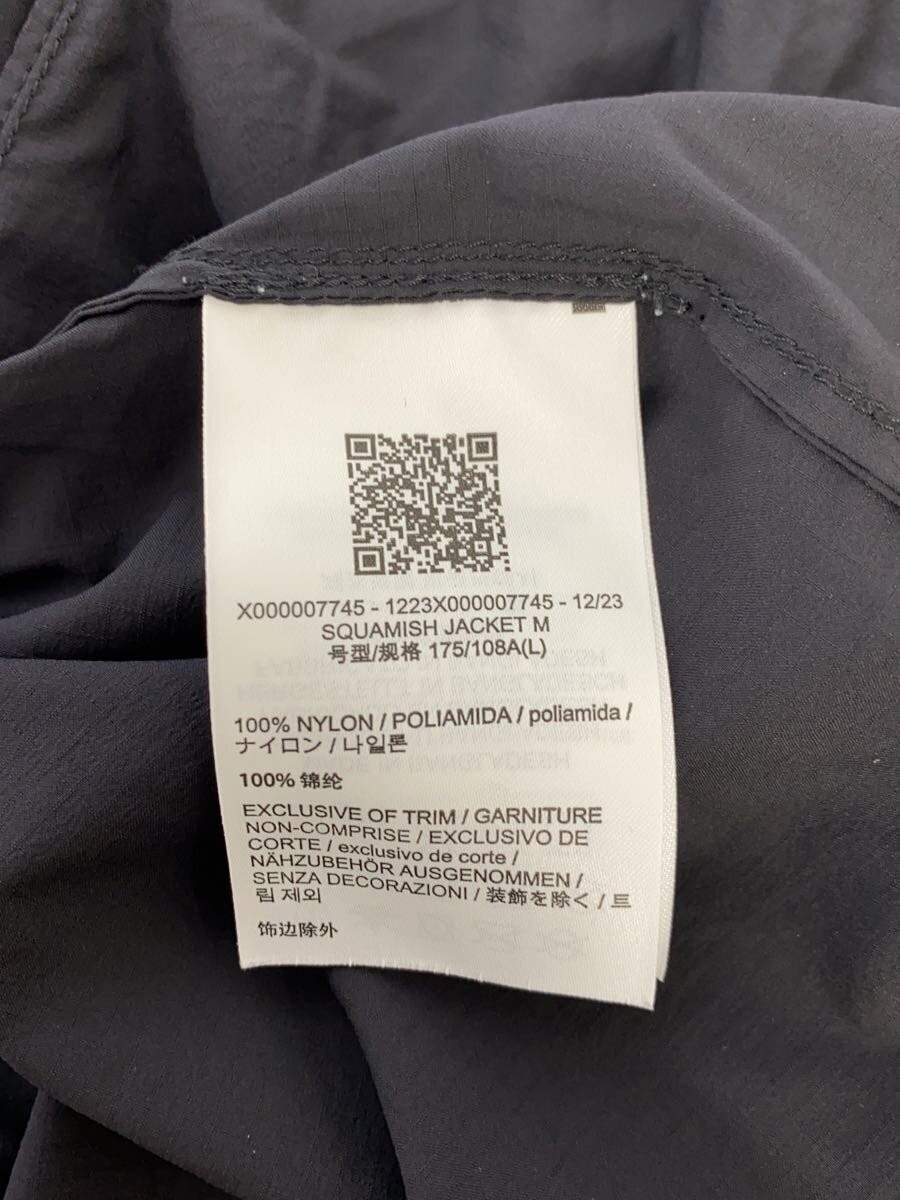 X000007745 - 1223X000007745 - 12/23
SQUAMISH JACKET M
号型/规格 175/108A(L)
100% NYLON / POLIAMIDA / poliamida /
ナイロン / 나일론
100% 锦纶
EXCLUSIVE OF TRIM / GARNITURE
NON-COMPRISE / EXCLUSIVO DE
CORTE / exclusivo de corte /
NÄHZUBEHÖR AUSGENOMMEN /
SENZA DECORAZIONI / 装飾を除く / 트
림 제외
饰边除外